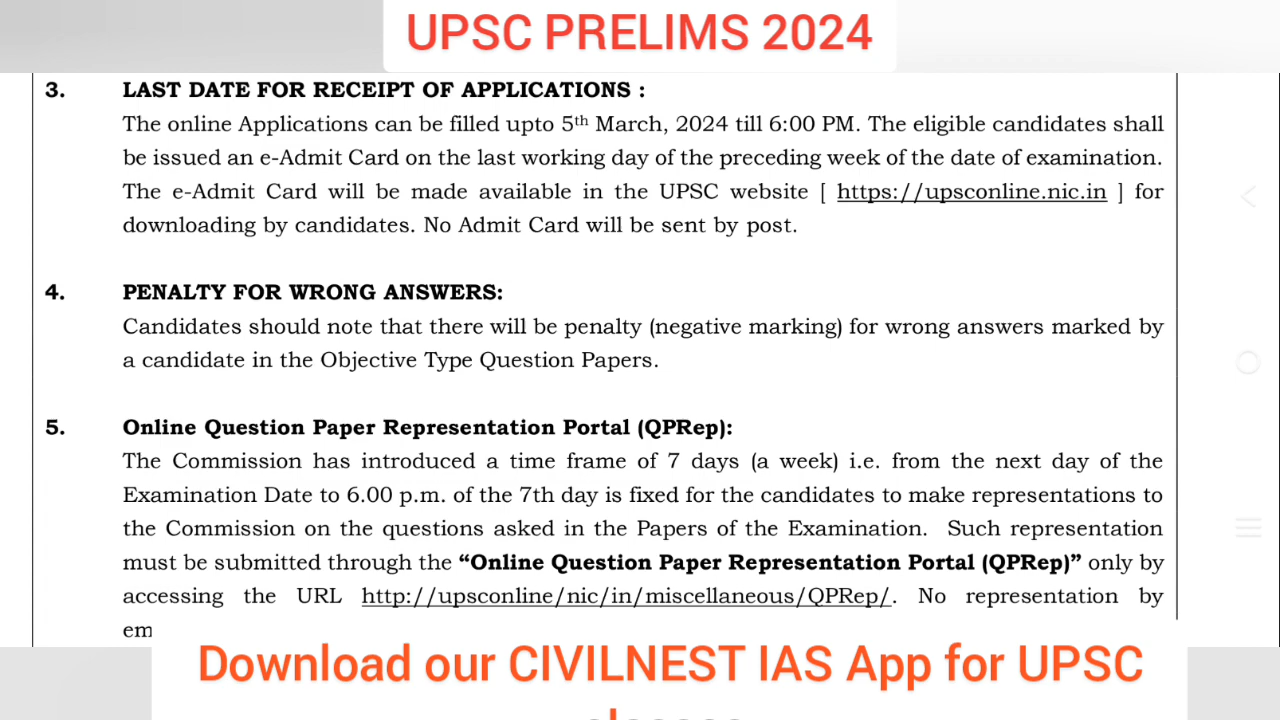 UPSC PRELIMS 2024
3. LAST DATE FOR RECEIPT OF APPLICATIONS :
The online Applications can be filled upto 5th March, 2024 till 6:00 PM. The eligible candidates shall
be issued an e-Admit Card on the last working day of the preceding week of the date of examination.
The e-Admit Card will be made available in the UPSC website [ https://upsconline.nic.in ] for
downloading by candidates. No Admit Card will be sent by post.
4. PENALTY FOR WRONG ANSWERS:
Candidates should note that there will be penalty (negative marking) for wrong answers marked by
a candidate in the Objective Type Question Papers.
5. Online Question Paper Representation Portal (QPRep):
The Commission has introduced a time frame of 7 days (a week) i.e. from the next day of the
Examination Date to 6.00 p.m. of the 7th day is fixed for the candidates to make representations to
the Commission on the questions asked in the Papers of the Examination. Such representation
must be submitted through the “Online Question Paper Representation Portal (QPRep)” only by
accessing the URL http://upsconline/nic/in/miscellaneous/QPRep/. No representation by
em
Download our CIVILNEST IAS App for UPSC